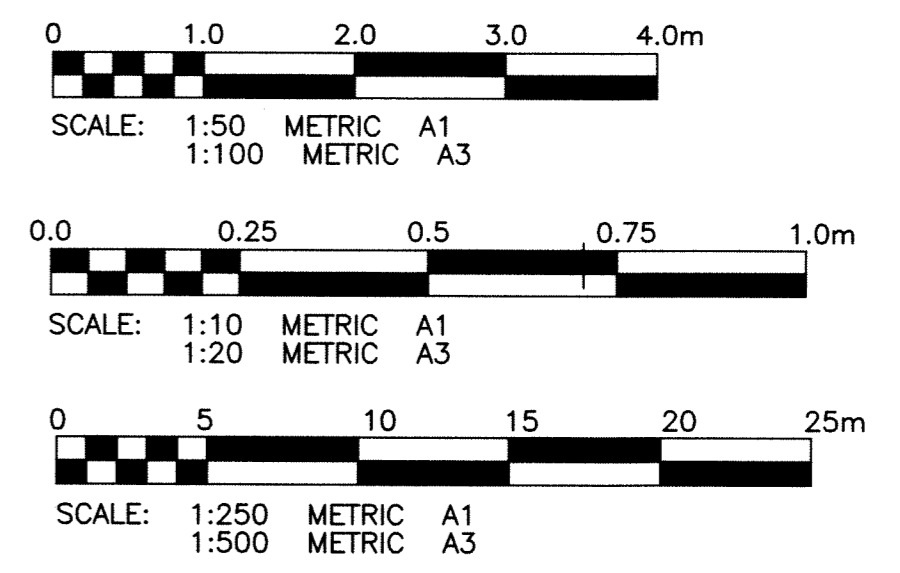 0 1.0 2.0 3.0 4.0m
SCALE: 1:50 METRIC A1
1:100 METRIC A3
0.0 0.25 0.5 0.75 1.0m
SCALE: 1:10 METRIC A1
1:20 METRIC A3
0 5 10 15 20 25m
SCALE: 1:250 METRIC A1
1:500 METRIC A3